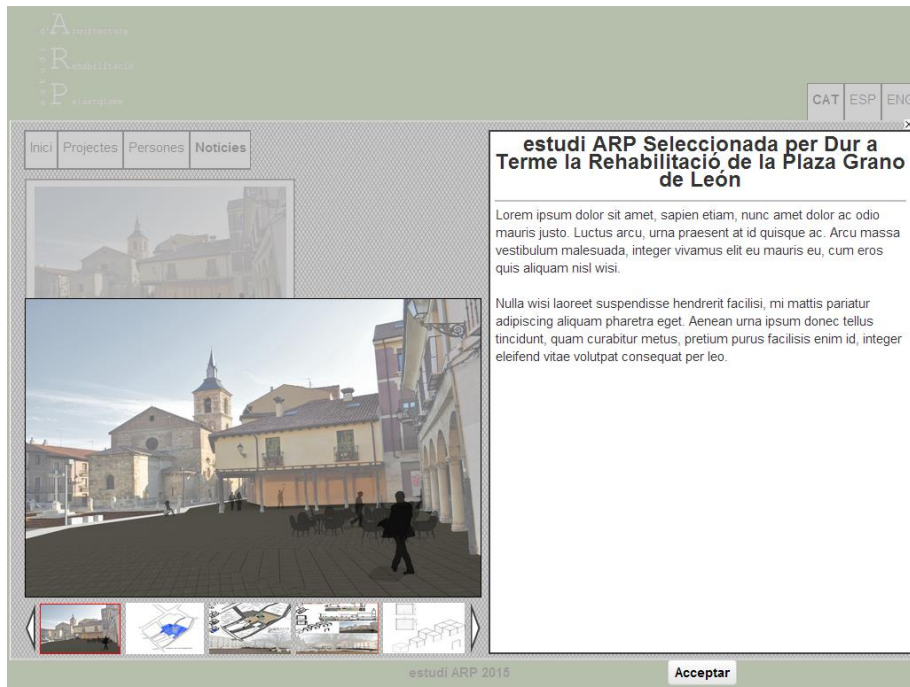 d'Arquitectura
Rehabilitació
Paisatgisme
CAT ESP ENG
Inici Projectes Persones Noticies
estudi ARP Seleccionada per Dur a
Terme la Rehabilitació de la Plaza Grano
de León
Lorem ipsum dolor sit amet, sapien etiam, nunc amet dolor ac odio
mauris justo. Luctus arcu, urna praesent at id quisque ac. Arcu massa
vestibulum malesuada, integer vivamus elit eu mauris eu, cum eros
quis aliquam nisl wisi.
Nulla wisi laoreet suspendisse hendrerit facilisi, mi mattis pariatur
adipiscing aliquam pharetra eget. Aenean urna ipsum donec tellus
tincidunt, quam curabitur metus, pretium purus facilisis enim id, integer
eleifend vitae volutpat consequat per leo.
estudi ARP 2015
Acceptar